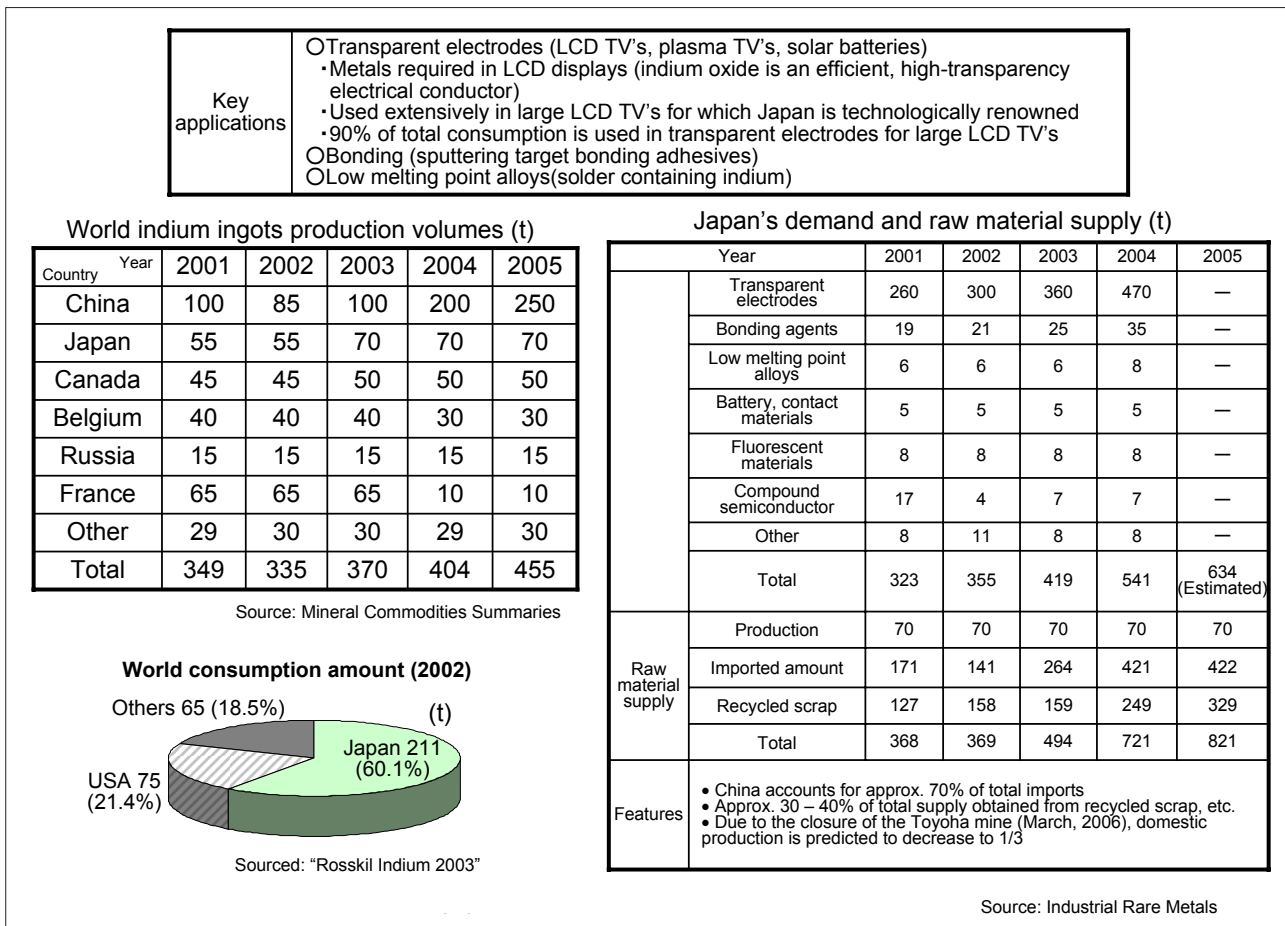 Key applications
○Transparent electrodes (LCD TV's, plasma TV's, solar batteries)
・Metals required in LCD displays (indium oxide is an efficient, high-transparency
electrical conductor)
・Used extensively in large LCD TV's for which Japan is technologically renowned
・90% of total consumption is used in transparent electrodes for large LCD TV's
○Bonding (sputtering target bonding adhesives)
○Low melting point alloys(solder containing indium)
World indium ingots production volumes (t)
Country Year 2001 2002 2003 2004 2005
China 100 85 100 200 250
Japan 55 55 70 70 70
Canada 45 45 50 50 50
Belgium 40 40 40 30 30
Russia 15 15 15 15 15
France 65 65 65 10 10
Other 29 30 30 29 30
Total 349 335 370 404 455
Source: Mineral Commodities Summaries
World consumption amount (2002)
(t)
Others 65 (18.5%)
Japan 211
(60.1%)
USA 75
(21.4%)
Sourced: "Rosskil Indium 2003"
Japan's demand and raw material supply (t)
Year 2001 2002 2003 2004 2005
Transparent electrodes 260 300 360 470 —
Bonding agents 19 21 25 35 —
Low melting point alloys 6 6 6 8 —
Battery, contact materials 5 5 5 5 —
Fluorescent materials 8 8 8 8 —
Compound semiconductor 17 4 7 7 —
Other 8 11 8 8 —
Total 323 355 419 541 634 (Estimated)
Raw material supply
Production 70 70 70 70 70
Imported amount 171 141 264 421 422
Recycled scrap 127 158 159 249 329
Total 368 369 494 721 821
Features
• China accounts for approx. 70% of total imports
• Approx. 30 – 40% of total supply obtained from recycled scrap, etc.
• Due to the closure of the Toyoha mine (March, 2006), domestic
production is predicted to decrease to 1/3
Source: Industrial Rare Metals